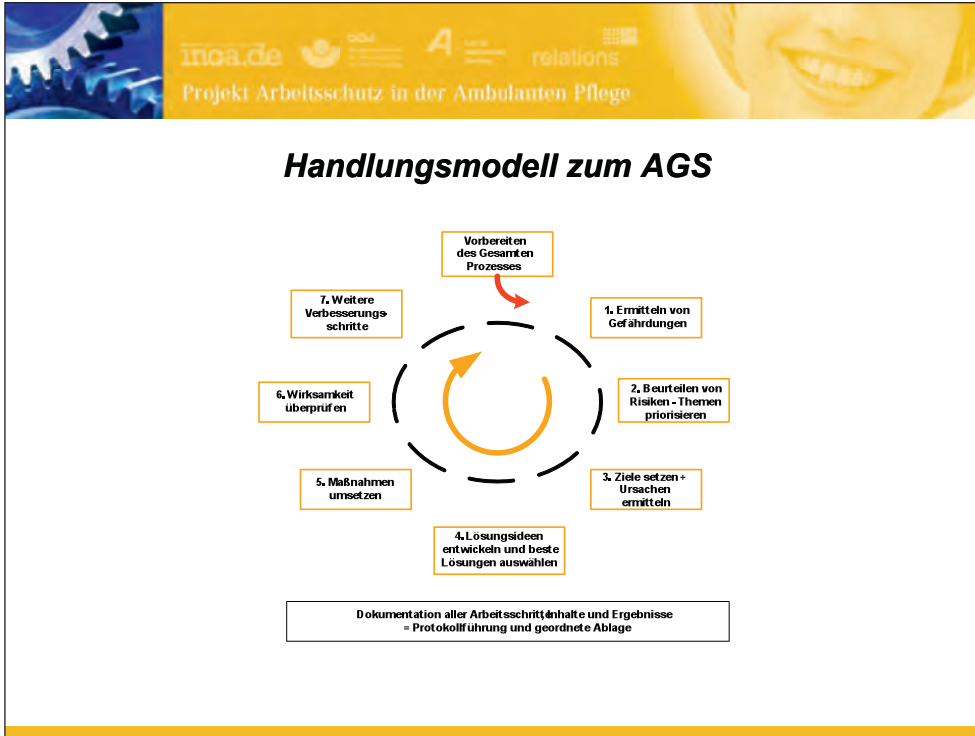 inoa.de
relations
Projekt Arbeitsschutz in der Ambulanten Pflege
Handlungsmodell zum AGS
Vorbereiten
des Gesamten
Prozesses
1. Ermitteln von
Gefährdungen
2. Beurteilen von
Risiken - Themen
priorisieren
3. Ziele setzen +
Ursachen
ermitteln
4. Lösungsideen
entwickeln und beste
Lösungen auswählen
5. Maßnahmen
umsetzen
6. Wirksamkeit
überprüfen
7. Weitere
Verbesserungs-
schritte
Dokumentation aller Arbeitsschritte, Inhalte und Ergebnisse
= Protokollführung und geordnete Ablage